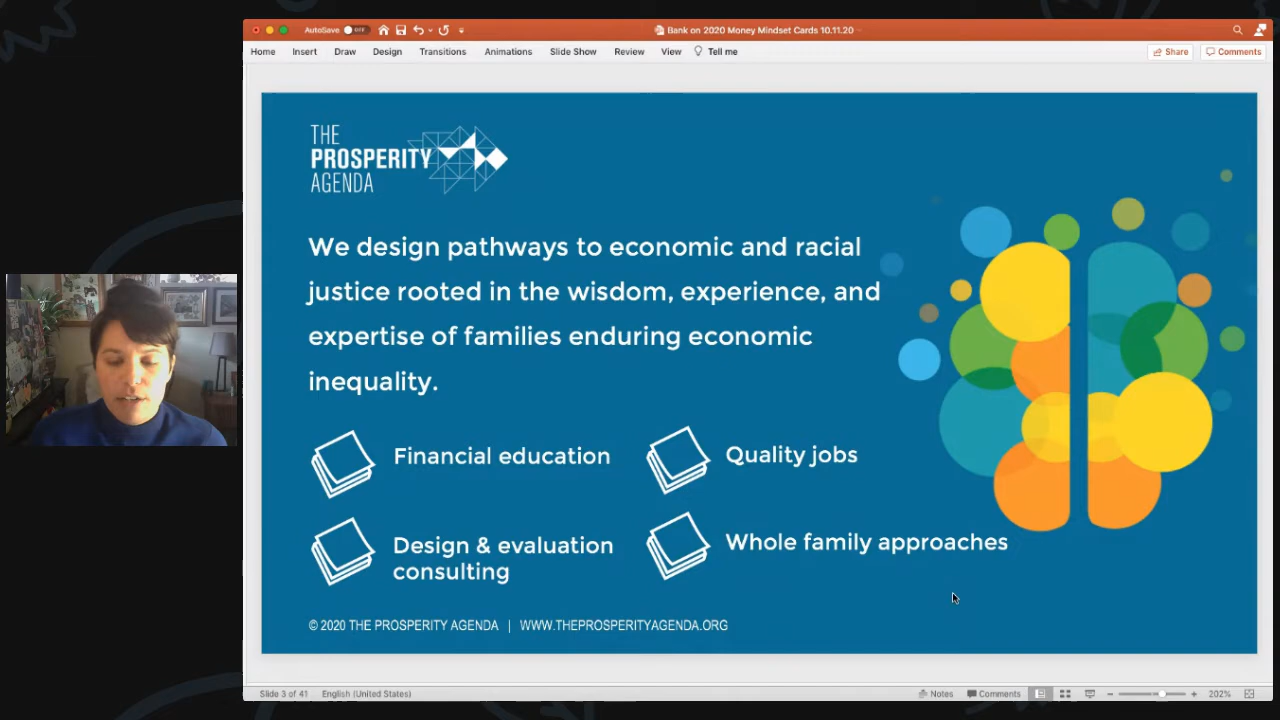 AutoSave OFF
Bank on 2020 Money Mindset Cards 10.11.20
Home Insert Draw Design Transitions Animations Slide Show Review View Tell me
Share Comments
THE
PROSPERITY
AGENDA
We design pathways to economic and racial
justice rooted in the wisdom, experience, and
expertise of families enduring economic
inequality.
Financial education
Quality jobs
Design & evaluation
consulting
Whole family approaches
© 2020 THE PROSPERITY AGENDA | WWW.THEPROSPERITYAGENDA.ORG
Slide 3 of 41 English (United States) Notes Comments 202%